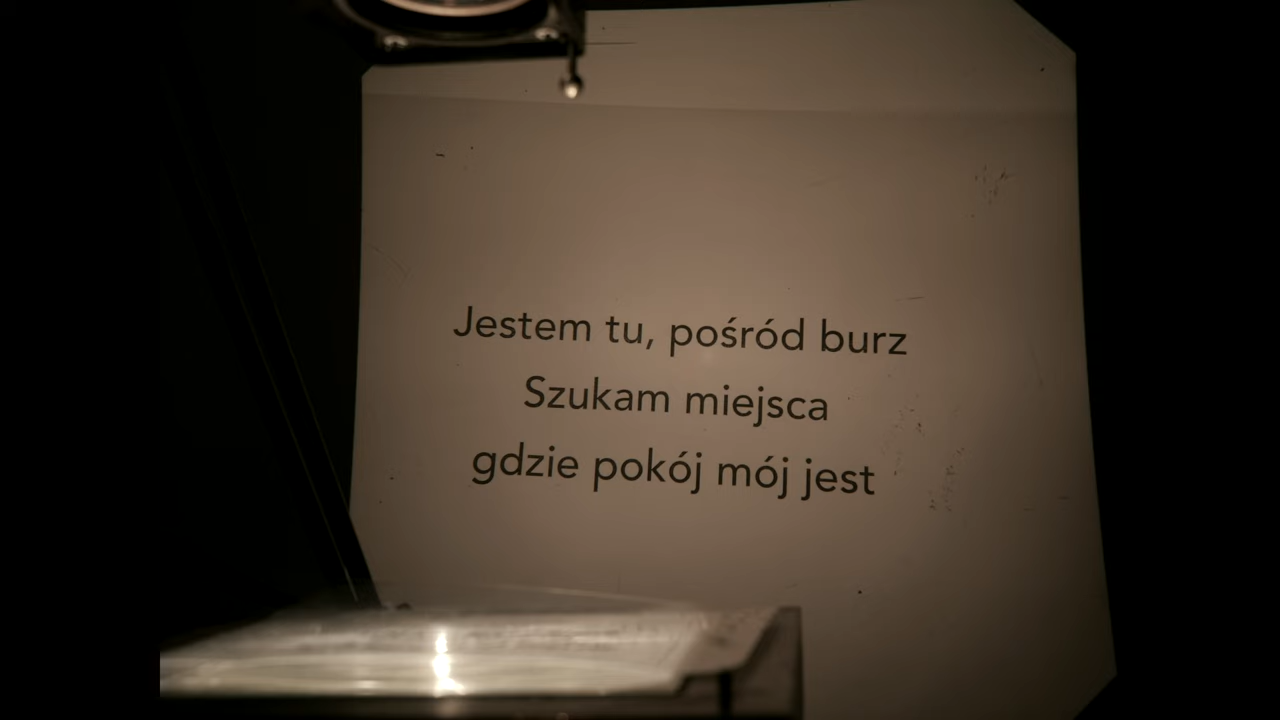 Jestem tu, pośród burz
Szukam miejsca
gdzie pokój mój jest